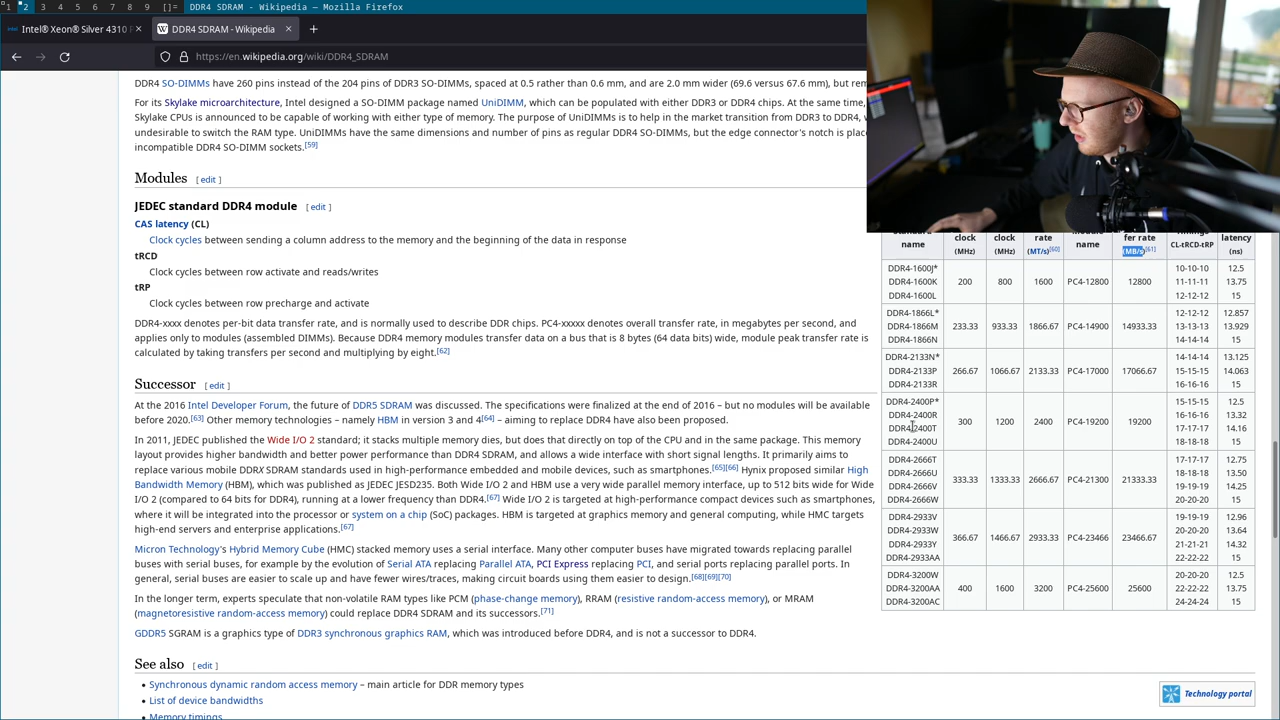 1 2 3 4 5 6 7 8 9 []= DDR4 SDRAM - Wikipedia — Mozilla Firefox
Intel® Xeon® Silver 4310
DDR4 SDRAM - Wikipedia
https://en.wikipedia.org/wiki/DDR4_SDRAM
DDR4 SO-DIMMs have 260 pins instead of the 204 pins of DDR3 SO-DIMMs, spaced at 0.5 rather than 0.6 mm, and are 2.0 mm wider (69.6 versus 67.6 mm), but
For its Skylake microarchitecture, Intel designed a SO-DIMM package named UniDIMM, which can be populated with either DDR3 or DDR4 chips. At the same time,
Skylake CPUs is announced to be capable of working with either type of memory. The purpose of UniDIMMs is to help in the market transition from DDR3 to DDR4,
undesirable to switch the RAM type. UniDIMMs have the same dimensions and number of pins as regular DDR4 SO-DIMMs, but the edge connector's notch is
incompatible DDR4 SO-DIMM sockets.[59]
Modules [ edit ]
JEDEC standard DDR4 module [ edit ]
CAS latency (CL)
Clock cycles between sending a column address to the memory and the beginning of the data in response
tRCD
Clock cycles between row activate and reads/writes
tRP
Clock cycles between row precharge and activate
DDR4-xxxx denotes per-bit data transfer rate, and is normally used to describe DDR chips. PC4-xxxxx denotes overall transfer rate, in megabytes per second, and
applies only to modules (assembled DIMMs). Because DDR4 memory modules transfer data on a bus that is 8 bytes (64 data bits) wide, module peak transfer rate is
calculated by taking transfers per second and multiplying by eight.[62]
Successor [ edit ]
At the 2016 Intel Developer Forum, the future of DDR5 SDRAM was discussed. The specifications were finalized at the end of 2016 – but no modules will be available
before 2020.[63] Other memory technologies – namely HBM in version 3 and 4[64] – aiming to replace DDR4 have also been proposed.
In 2011, JEDEC published the Wide I/O 2 standard; it stacks multiple memory dies, but does that directly on top of the CPU and in the same package. This memory
layout provides higher bandwidth and better power performance than DDR4 SDRAM, and allows a wide interface with short signal lengths. It primarily aims to
replace various mobile DDRX SDRAM standards used in high-performance embedded and mobile devices, such as smartphones.[65][66] Hynix proposed similar High
Bandwidth Memory (HBM), which was published as JEDEC JESD235. Both Wide I/O 2 and HBM use a very wide parallel memory interface, up to 512 bits wide for Wide
I/O 2 (compared to 64 bits for DDR4), running at a lower frequency than DDR4.[67] Wide I/O 2 is targeted at high-performance compact devices such as smartphones,
where it will be integrated into the processor or system on a chip (SoC) packages. HBM is targeted at graphics memory and general computing, while HMC targets
high-end servers and enterprise applications.[67]
Micron Technology's Hybrid Memory Cube (HMC) stacked memory uses a serial interface. Many other computer buses have migrated towards replacing parallel
buses with serial buses, for example by the evolution of Serial ATA replacing Parallel ATA, PCI Express replacing PCI, and serial ports replacing parallel ports. In
general, serial buses are easier to scale up and have fewer wires/traces, making circuit boards using them easier to design.[68][69][70]
In the longer term, experts speculate that non-volatile RAM types like PCM (phase-change memory), RRAM (resistive random-access memory), or MRAM
(magnetoresistive random-access memory) could replace DDR4 SDRAM and its successors.[71]
GDDR5 SGRAM is a graphics type of DDR3 synchronous graphics RAM, which was introduced before DDR4, and is not a successor to DDR4.
See also [ edit ]
• Synchronous dynamic random access memory – main article for DDR memory types
• List of device bandwidths
• Memory timings
name clock (MHz) clock (MHz) rate (MT/s)[60] name fer rate (MB/s)[61] CL-tRCD-tRP latency (ns)
DDR4-1600J* 10-10-10 12.5
DDR4-1600K 200 800 1600 PC4-12800 12800 11-11-11 13.75
DDR4-1600L 12-12-12 15
DDR4-1866L* 12-12-12 12.857
DDR4-1866M 233.33 933.33 1866.67 PC4-14900 14933.33 13-13-13 13.929
DDR4-1866N 14-14-14 15
DDR4-2133N* 14-14-14 13.125
DDR4-2133P 266.67 1066.67 2133.33 PC4-17000 17066.67 15-15-15 14.063
DDR4-2133R 16-16-16 15
DDR4-2400P* 15-15-15 12.5
DDR4-2400R 16-16-16 13.32
300 1200 2400 PC4-19200 19200
DDR4-2400T 17-17-17 14.16
DDR4-2400U 18-18-18 15
DDR4-2666T 17-17-17 12.75
DDR4-2666U 18-18-18 13.50
333.33 1333.33 2666.67 PC4-21300 21333.33
DDR4-2666V 19-19-19 14.25
DDR4-2666W 20-20-20 15
DDR4-2933V 19-19-19 12.96
DDR4-2933W 20-20-20 13.64
366.67 1466.67 2933.33 PC4-23466 23466.67
DDR4-2933Y 21-21-21 14.32
DDR4-2933AA 22-22-22 15
DDR4-3200W 20-20-20 12.5
DDR4-3200AA 400 1600 3200 PC4-25600 25600 22-22-22 13.75
DDR4-3200AC 24-24-24 15
Technology portal